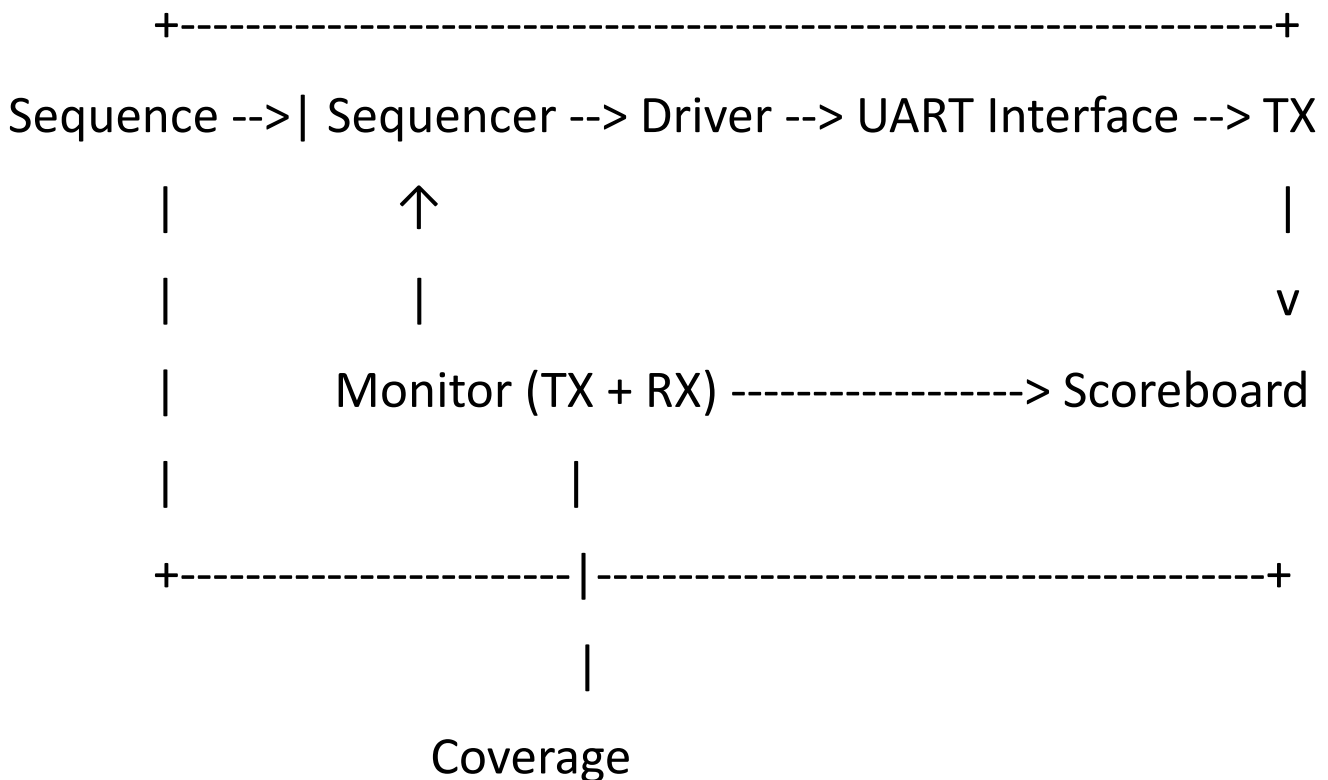 +-------------------------------------------------------------------+
Sequence -->| Sequencer --> Driver --> UART Interface --> TX
| ↑ |
| | v
| Monitor (TX + RX) ------------------> Scoreboard
| |
+------------------------|-----------------------------------------+
|
Coverage